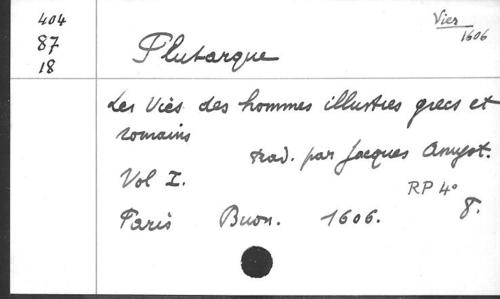 404
87
18
Vies
1606
Plutarque
Les Vies des hommes illustres grecs et
romains
trad. par Jacques Amyot.
Vol I.
RP 4°
Paris Buon. 1606. 8.